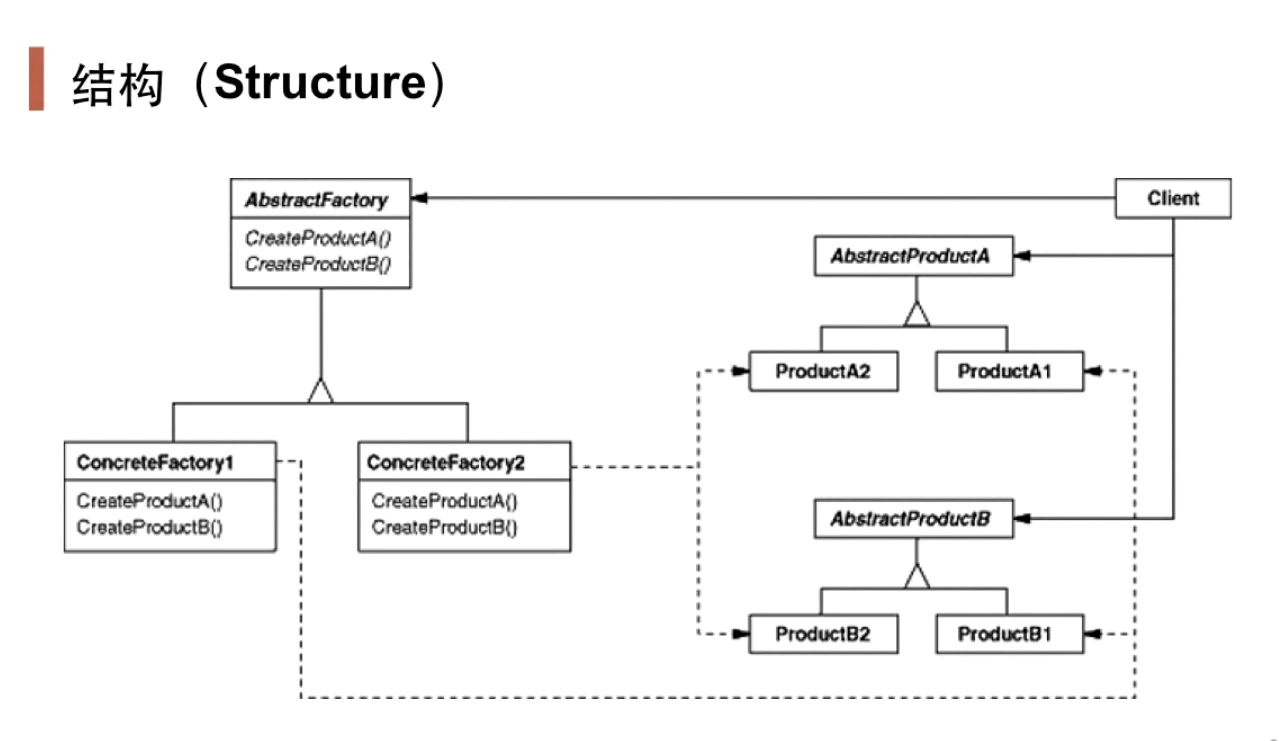 结构（Structure）
AbstractFactory
CreateProductA()
CreateProductB()
Client
AbstractProductA
ProductA2
ProductA1
ConcreteFactory1
CreateProductA()
CreateProductB()
ConcreteFactory2
CreateProductA()
CreateProductB()
AbstractProductB
ProductB2
ProductB1